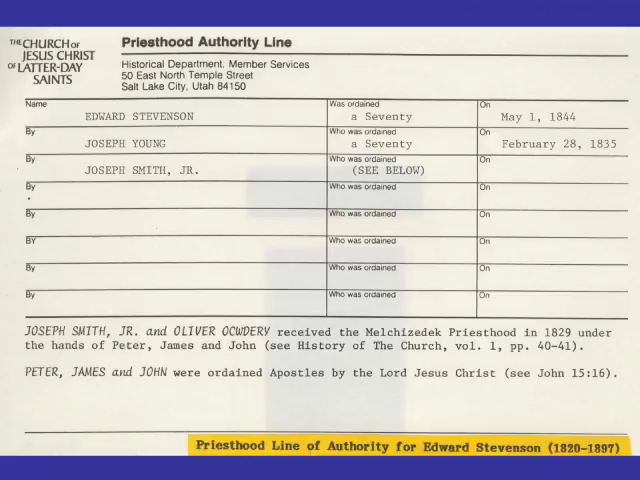 THE CHURCH OF
JESUS CHRIST
OF LATTER-DAY
SAINTS
Priesthood Authority Line
Historical Department, Member Services
50 East North Temple Street
Salt Lake City, Utah 84150
Name Was ordained On
EDWARD STEVENSON a Seventy May 1, 1844
By Who was ordained On
JOSEPH YOUNG a Seventy February 28, 1835
By Who was ordained On
JOSEPH SMITH, JR. (SEE BELOW)
By Who was ordained On
By Who was ordained On
BY Who was ordained On
By Who was ordained On
By Who was ordained On
JOSEPH SMITH, JR. and OLIVER OCWDERY received the Melchizedek Priesthood in 1829 under
the hands of Peter, James and John (see History of The Church, vol. 1, pp. 40-41).
PETER, JAMES and JOHN were ordained Apostles by the Lord Jesus Christ (see John 15:16).
Priesthood Line of Authority for Edward Stevenson (1820-1897)